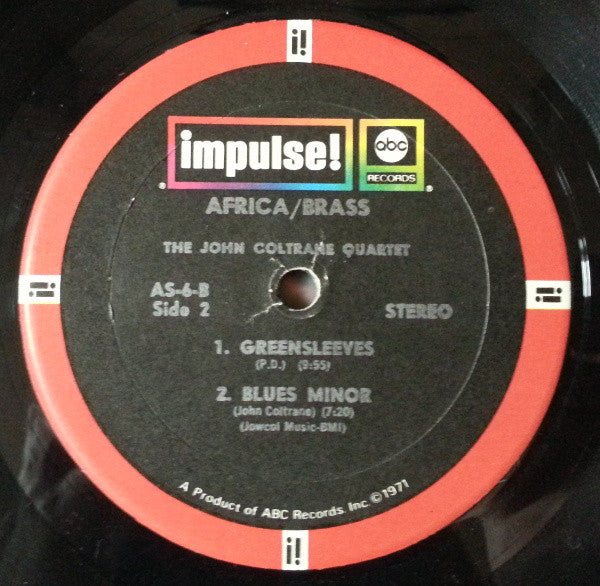 i!
impulse!
abc
RECORDS
®
®
AFRICA/BRASS
THE JOHN COLTRANE QUARTET
AS-6-B
Side 2
STEREO
i!
i!
1. GREENSLEEVES
(P.D.) (9:55)
2. BLUES MINOR
(John Coltrane) (7:20)
(Jowcol Music-BMI)
A Product of ABC Records, Inc. © 1971
i!